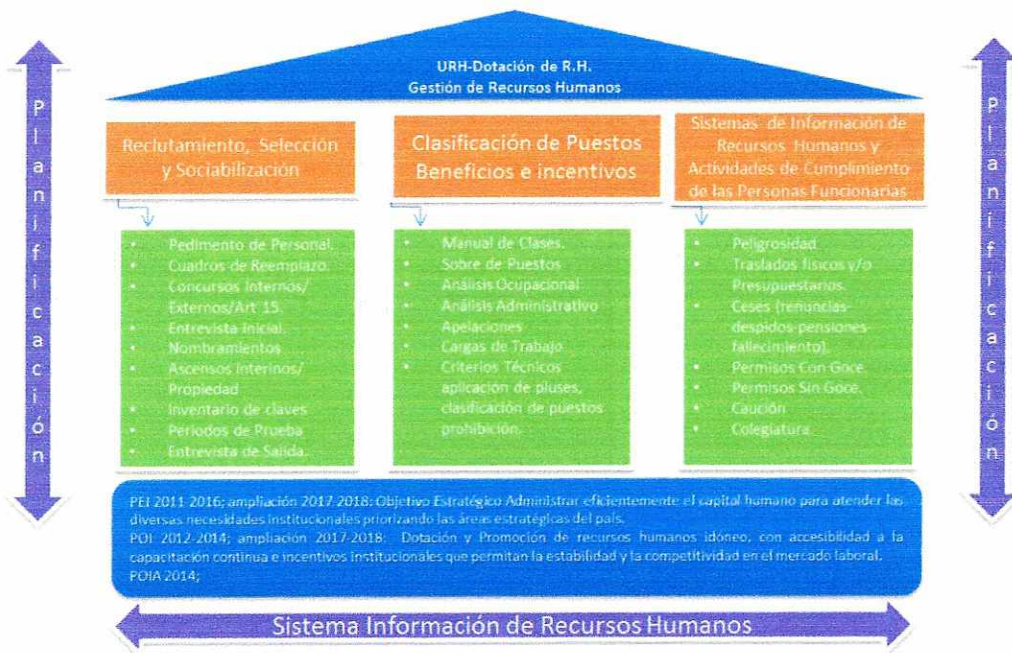 URH-Dotación de R.H.
Gestión de Recursos Humanos
Planificación
Reclutamiento, Selección
y Sociabilización
Pedimento de Personal.
Cuadros de Reemplazo.
Concursos Internos/
Externos/Art 15
Entrevista Inicial.
Nombramientos
Ascensos Interinos/
Propiedad
Inventario de claves
Periodos de Prueba
Entrevista de Salida.
Clasificación de Puestos
Beneficios e incentivos
Manual de Clases.
Sobre de Puestos
Análisis Ocupacional
Análisis Administrativo
Apelaciones
Cargas de Trabajo
Criterios Técnicos
aplicación de pluses,
clasificación de puestos
prohibición.
Sistemas de Información de
Recursos Humanos y
Actividades de Cumplimiento
de las Personas Funcionarias
Peligrosidad
Traslados físicos y/o
Presupuestarios.
Ceses (renuncias-
despidos-pensiones-
fallecimiento).
Permisos Con Goce.
Permisos Sin Goce.
Caución
Colegiatura.
Planificación
PEI 2011-2016; ampliación 2017-2018: Objetivo Estratégico Administrar eficientemente el capital humano para atender las
diversas necesidades institucionales priorizando las áreas estratégicas del país.
POI 2012-2014; ampliación 2017-2018: Dotación y Promoción de recursos humanos idóneo, con accesibilidad a la
capacitación continua e incentivos institucionales que permitan la estabilidad y la competitividad en el mercado laboral.
POIA 2014;
Sistema Información de Recursos Humanos